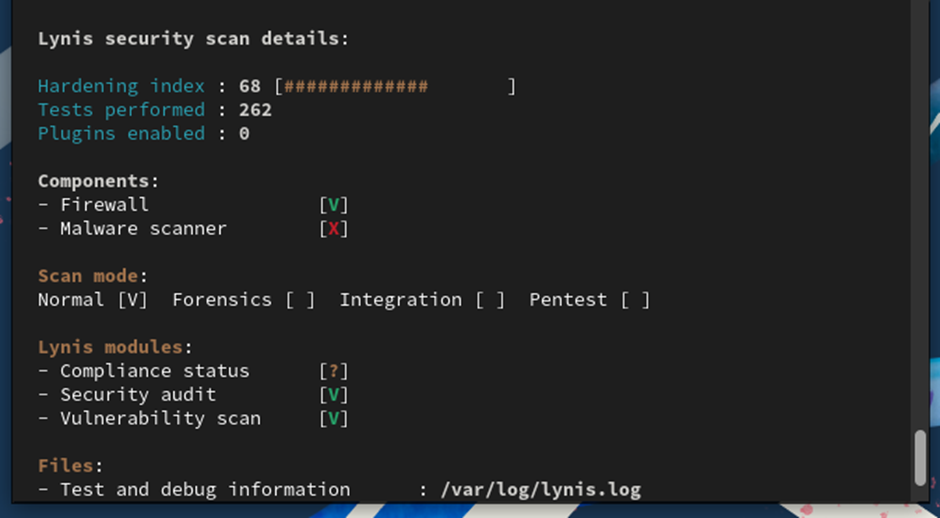 Lynis security scan details:
Hardening index : 68 [############# ]
Tests performed : 262
Plugins enabled : 0
Components:
- Firewall [V]
- Malware scanner [X]
Scan mode:
Normal [V] Forensics [ ] Integration [ ] Pentest [ ]
Lynis modules:
- Compliance status [?]
- Security audit [V]
- Vulnerability scan [V]
Files:
- Test and debug information : /var/log/lynis.log